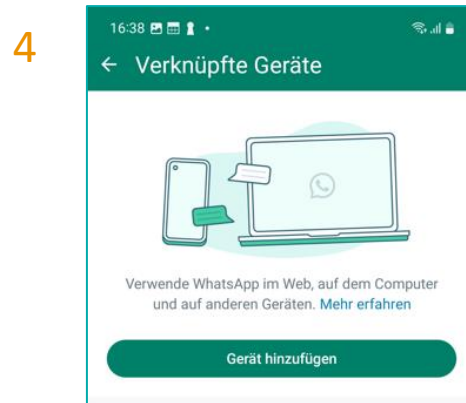 4
16:38
← Verknüpfte Geräte
Verwende WhatsApp im Web, auf dem Computer
und auf anderen Geräten. Mehr erfahren
Gerät hinzufügen